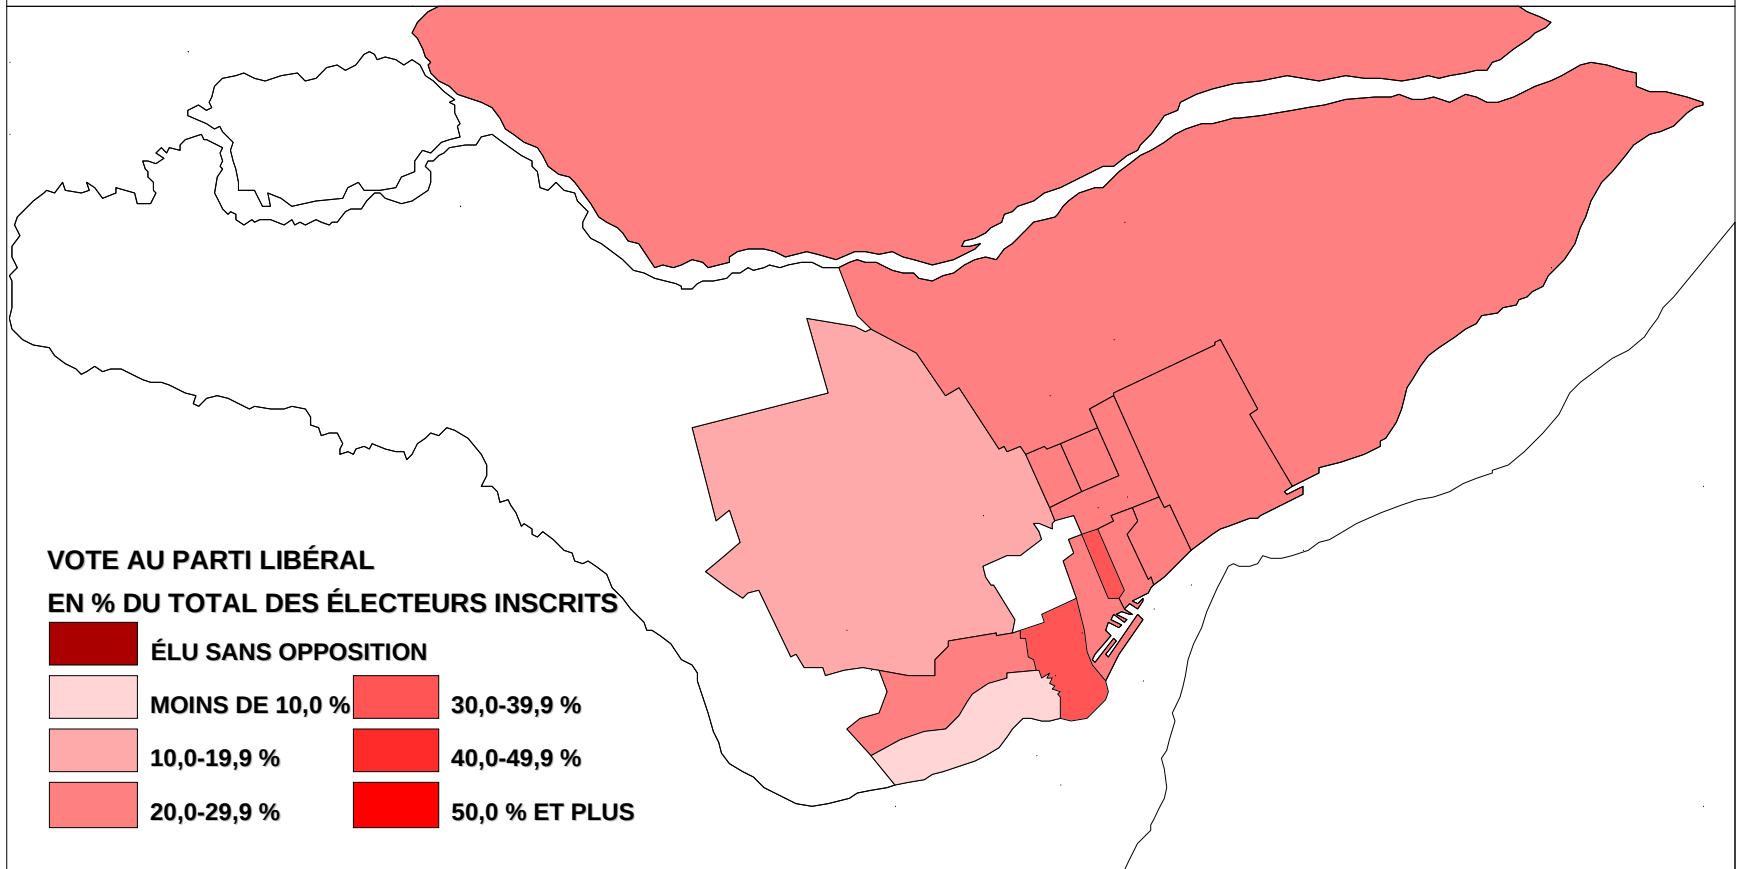 VOTE AU PARTI LIBÉRAL
EN % DU TOTAL DES ÉLECTEURS INSCRITS
ÉLU SANS OPPOSITION
MOINS DE 10,0 %
10,0-19,9 %
20,0-29,9 %
30,0-39,9 %
40,0-49,9 %
50,0 % ET PLUS